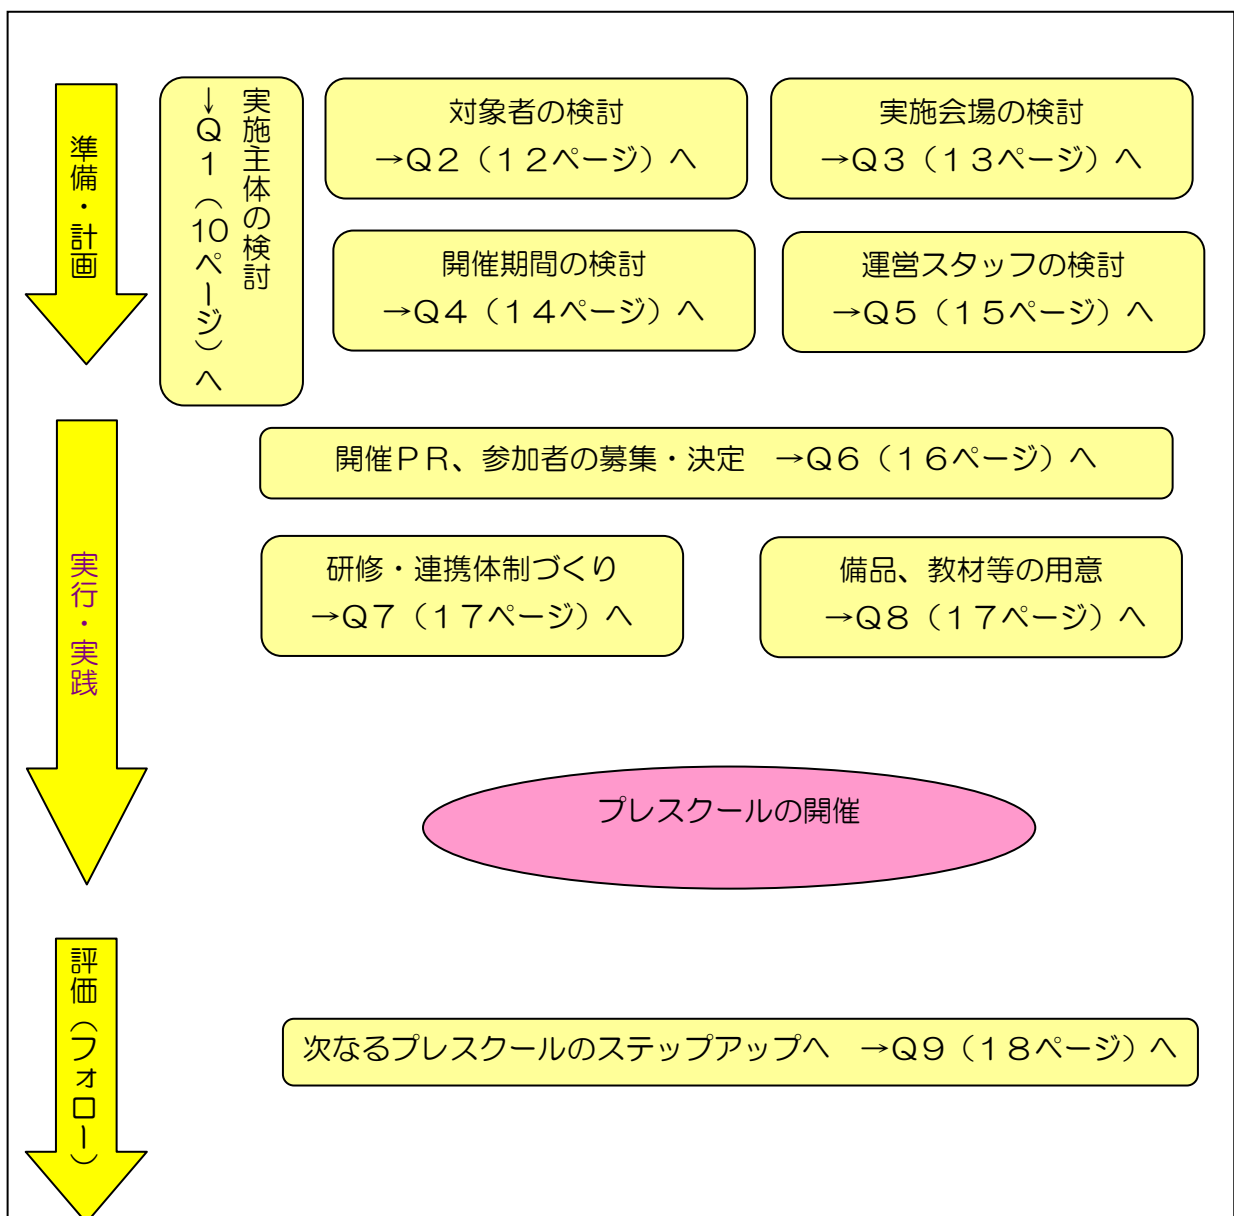 準備・計画
実施主体の検討
→Q1(10ページ)へ
対象者の検討
→Q2(12ページ)へ
実施会場の検討
→Q3(13ページ)へ
開催期間の検討
→Q4(14ページ)へ
運営スタッフの検討
→Q5(15ページ)へ
実行・実践
開催PR、参加者の募集・決定 →Q6(16ページ)へ
研修・連携体制づくり
→Q7(17ページ)へ
備品、教材等の用意
→Q8(17ページ)へ
プレスクールの開催
評価(フォロー)
次なるプレスクールのステップアップへ →Q9(18ページ)へ